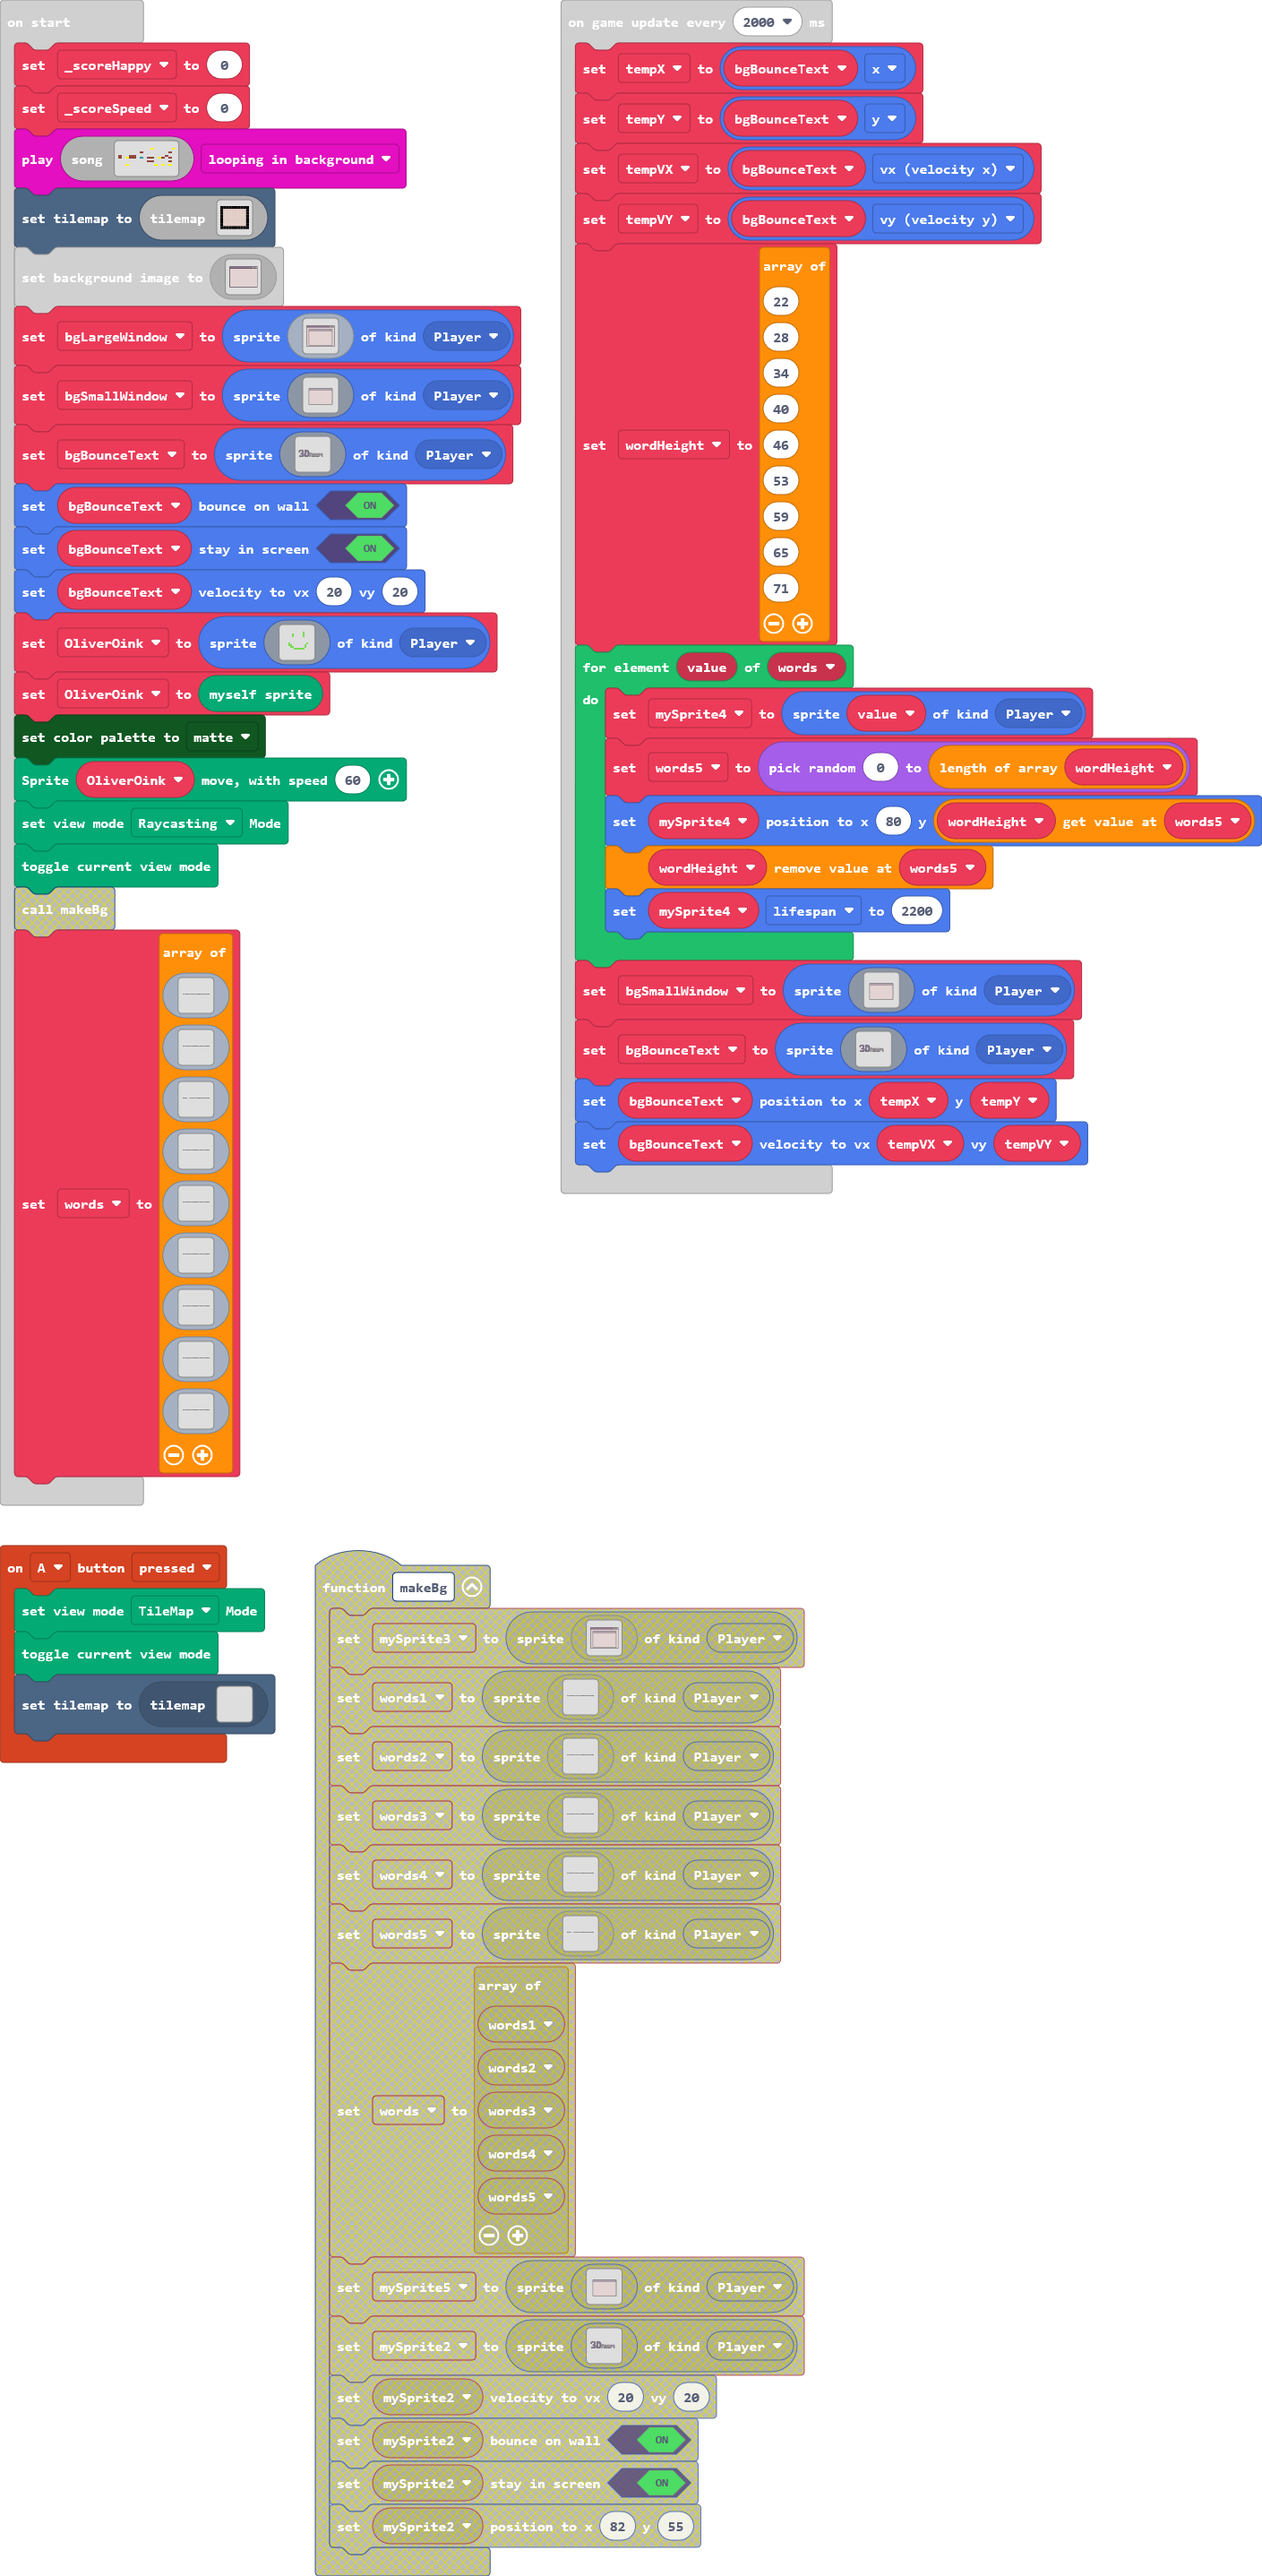 on start
set _scoreHappy to 0
set _scoreSpeed to 0
play song looping in background
set tilemap to tilemap
set background image to
set bgLargeWindow to sprite of kind Player
set bgSmallWindow to sprite of kind Player
set bgBounceText to sprite 3D of kind Player
set bgBounceText bounce on wall ON
set bgBounceText stay in screen ON
set bgBounceText velocity to vx 20 vy 20
set OliverOink to sprite of kind Player
set OliverOink to myself sprite
set color palette to matte
Sprite OliverOink move, with speed 60
set view mode Raycasting Mode
toggle current view mode
call makeBg
array of
set words to
on game update every 2000 ms
set tempX to bgBounceText x
set tempY to bgBounceText y
set tempVX to bgBounceText vx (velocity x)
set tempVY to bgBounceText vy (velocity y)
array of
22
28
34
40
set wordHeight to 46
53
59
65
71
for element value of words
do set mySprite4 to sprite value of kind Player
set words5 to pick random 0 to length of array wordHeight
set mySprite4 position to x 80 y wordHeight get value at words5
wordHeight remove value at words5
set mySprite4 lifespan to 2200
set bgSmallWindow to sprite of kind Player
set bgBounceText to sprite 3D of kind Player
set bgBounceText position to x tempX y tempY
set bgBounceText velocity to vx tempVX vy tempVY
on A button pressed
set view mode TileMap Mode
toggle current view mode
set tilemap to tilemap
function makeBg
set mySprite3 to sprite of kind Player
set words1 to sprite of kind Player
set words2 to sprite of kind Player
set words3 to sprite of kind Player
set words4 to sprite of kind Player
set words5 to sprite of kind Player
array of
words1
words2
set words to words3
words4
words5
set mySprite5 to sprite of kind Player
set mySprite2 to sprite 3D of kind Player
set mySprite2 velocity to vx 20 vy 20
set mySprite2 bounce on wall ON
set mySprite2 stay in screen ON
set mySprite2 position to x 82 y 55